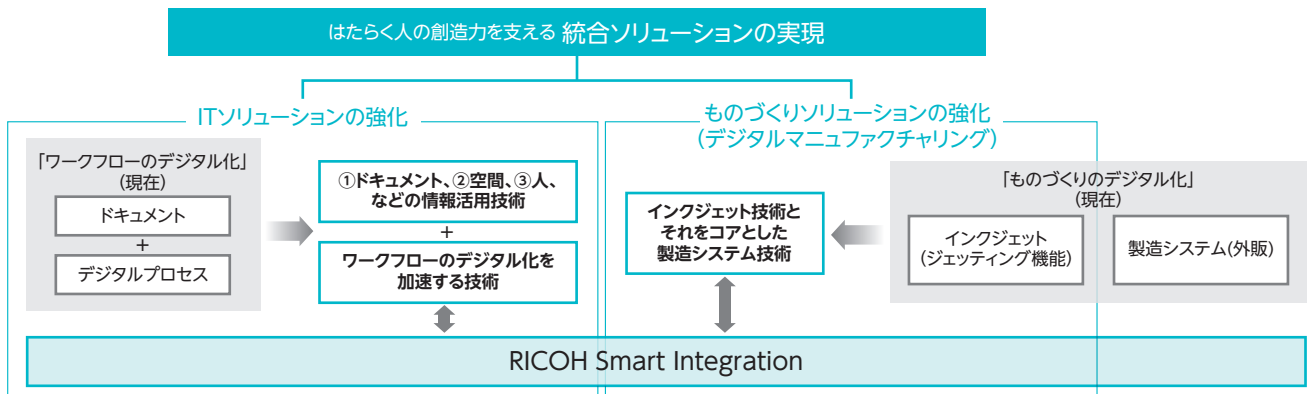 はたらく人の創造力を支える 統合ソリューションの実現
ITソリューションの強化
「ワークフローのデジタル化」
(現在)
ドキュメント
+
デジタルプロセス
①ドキュメント、②空間、③人、
などの情報活用技術
+
ワークフローのデジタル化を
加速する技術
ものづくりソリューションの強化
(デジタルマニュファクチャリング)
インクジェット技術と
それをコアとした
製造システム技術
「ものづくりのデジタル化」
(現在)
インクジェット
(ジェッティング機能)
製造システム(外販)
RICOH Smart Integration